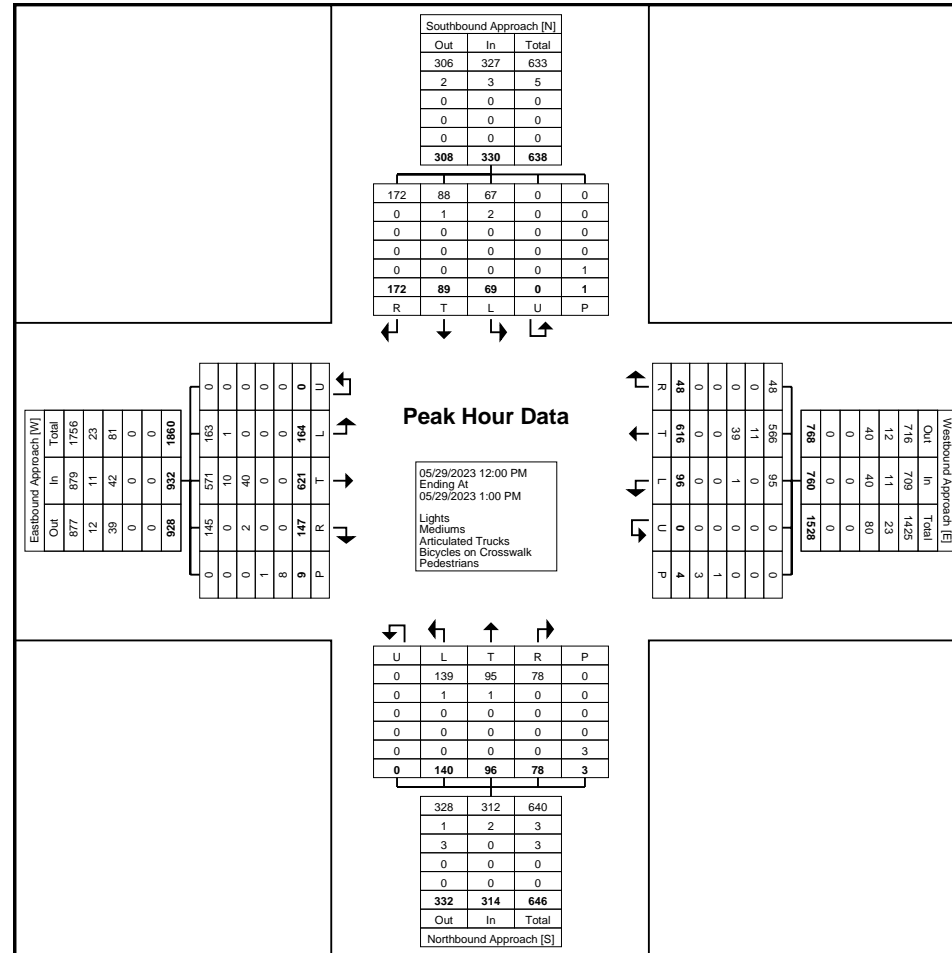 Southbound Approach [N]
Out In Total
306 327 633
2 3 5
0 0 0
0 0 0
0 0 0
308 330 638
172 88 67 0 0
0 1 2 0 0
0 0 0 0 0
0 0 0 0 0
0 0 0 0 1
172 89 69 0 1
R T L U P
Eastbound Approach [W]
Out In Total
877 879 1756
12 11 23
39 42 81
0 0 0
0 0 0
928 932 1860
0 163 571 145 0
0 1 10 0 0
0 0 40 2 0
0 0 0 0 1
0 0 0 0 8
0 164 621 147 9
U L T R P
Peak Hour Data
05/29/2023 12:00 PM
Ending At
05/29/2023 1:00 PM
Lights
Mediums
Articulated Trucks
Bicycles on Crosswalk
Pedestrians
Westbound Approach [E]
Out In Total
716 709 1425
12 11 23
40 40 80
0 0 0
0 0 0
768 760 1528
48 566 95 0 0
0 11 0 0 0
0 39 1 0 0
0 0 0 0 1
0 0 0 0 3
48 616 96 0 4
R T L U P
U L T R P
0 139 95 78 0
0 1 1 0 0
0 0 0 0 0
0 0 0 0 0
0 0 0 0 3
0 140 96 78 3
328 312 640
1 2 3
3 0 3
0 0 0
0 0 0
332 314 646
Out In Total
Northbound Approach [S]